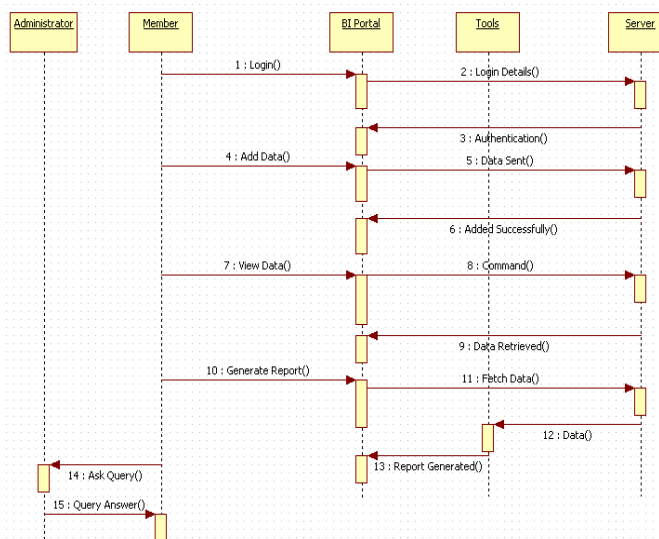 Administrator
Member
BI Portal
Tools
Server
1 : Login()
2 : Login Details()
3 : Authentication()
4 : Add Data()
5 : Data Sent()
6 : Added Successfully()
7 : View Data()
8 : Command()
9 : Data Retrieved()
10 : Generate Report()
11 : Fetch Data()
12 : Data()
13 : Report Generated()
14 : Ask Query()
15 : Query Answer()